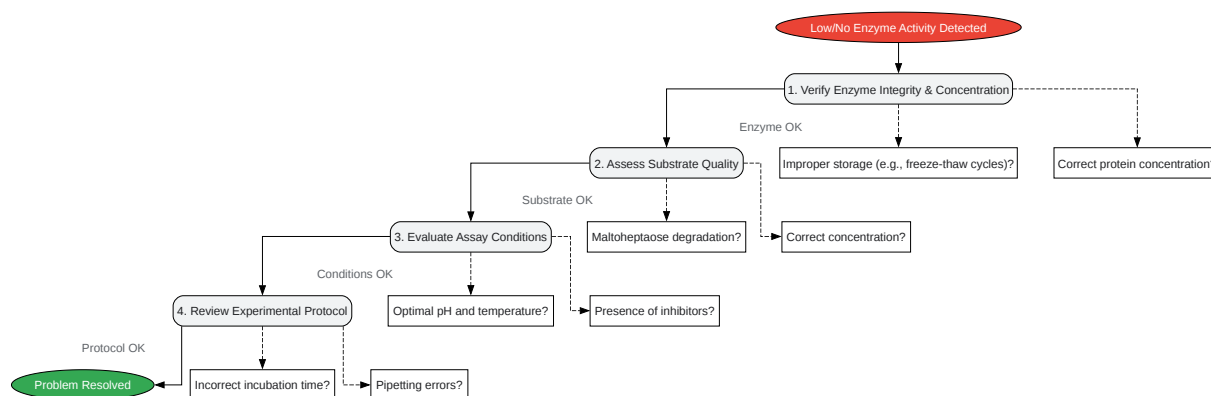 Low/No Enzyme Activity Detected
1. Verify Enzyme Integrity & Concentration
Enzyme OK
2. Assess Substrate Quality
Improper storage (e.g., freeze-thaw cycles)?
Correct protein concentration?
Substrate OK
3. Evaluate Assay Conditions
Maltoheptaose degradation?
Correct concentration?
Conditions OK
4. Review Experimental Protocol
Optimal pH and temperature?
Presence of inhibitors?
Protocol OK
Problem Resolved
Incorrect incubation time?
Pipetting errors?